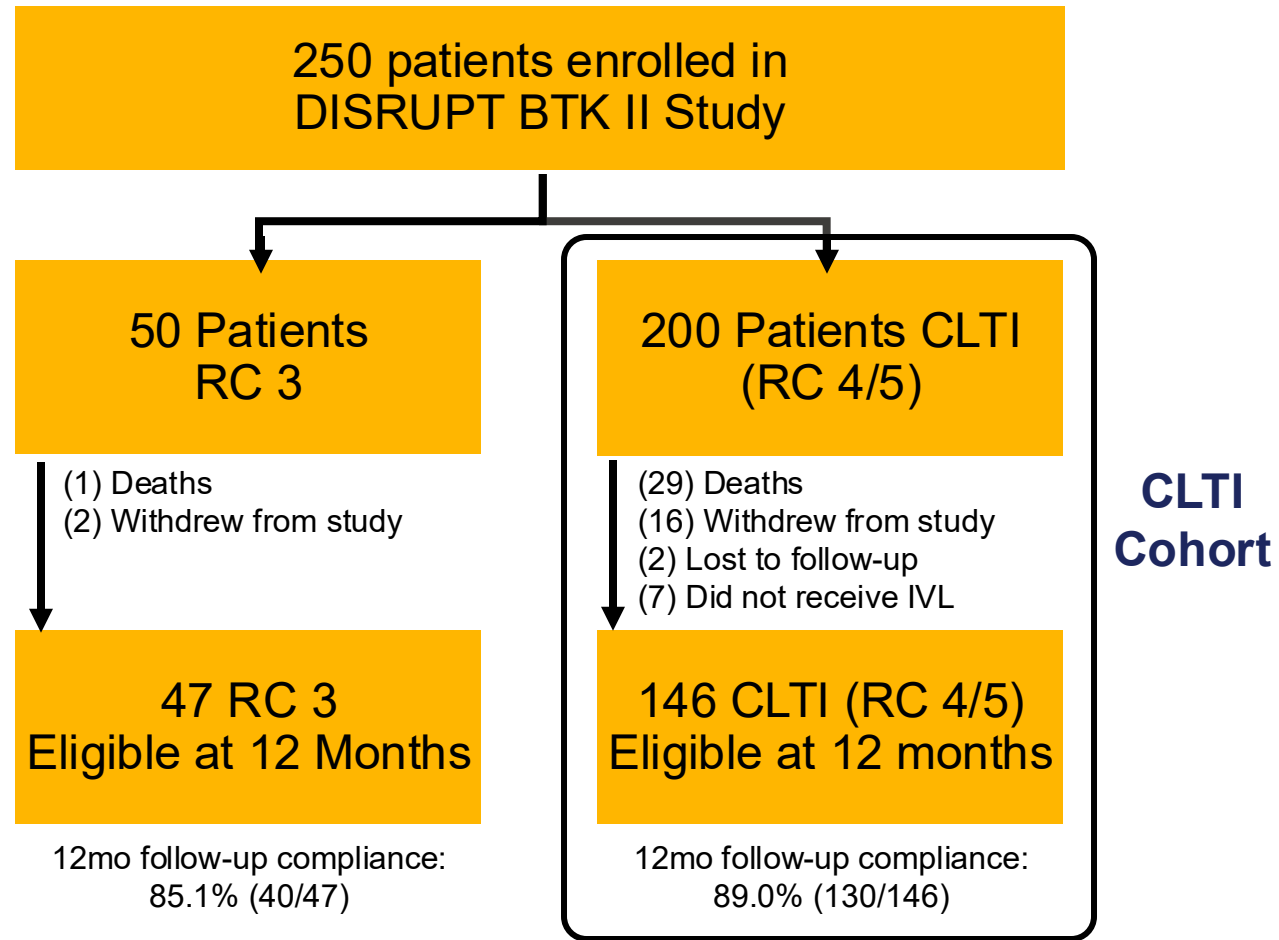 250 patients enrolled in
DISRUPT BTK II Study
50 Patients
RC 3
200 Patients CLTI
(RC 4/5)
(1) Deaths
(2) Withdrew from study
(29) Deaths
(16) Withdrew from study
(2) Lost to follow-up
(7) Did not receive IVL
CLTI
Cohort
47 RC 3
Eligible at 12 Months
146 CLTI (RC 4/5)
Eligible at 12 months
12mo follow-up compliance:
85.1% (40/47)
12mo follow-up compliance:
89.0% (130/146)